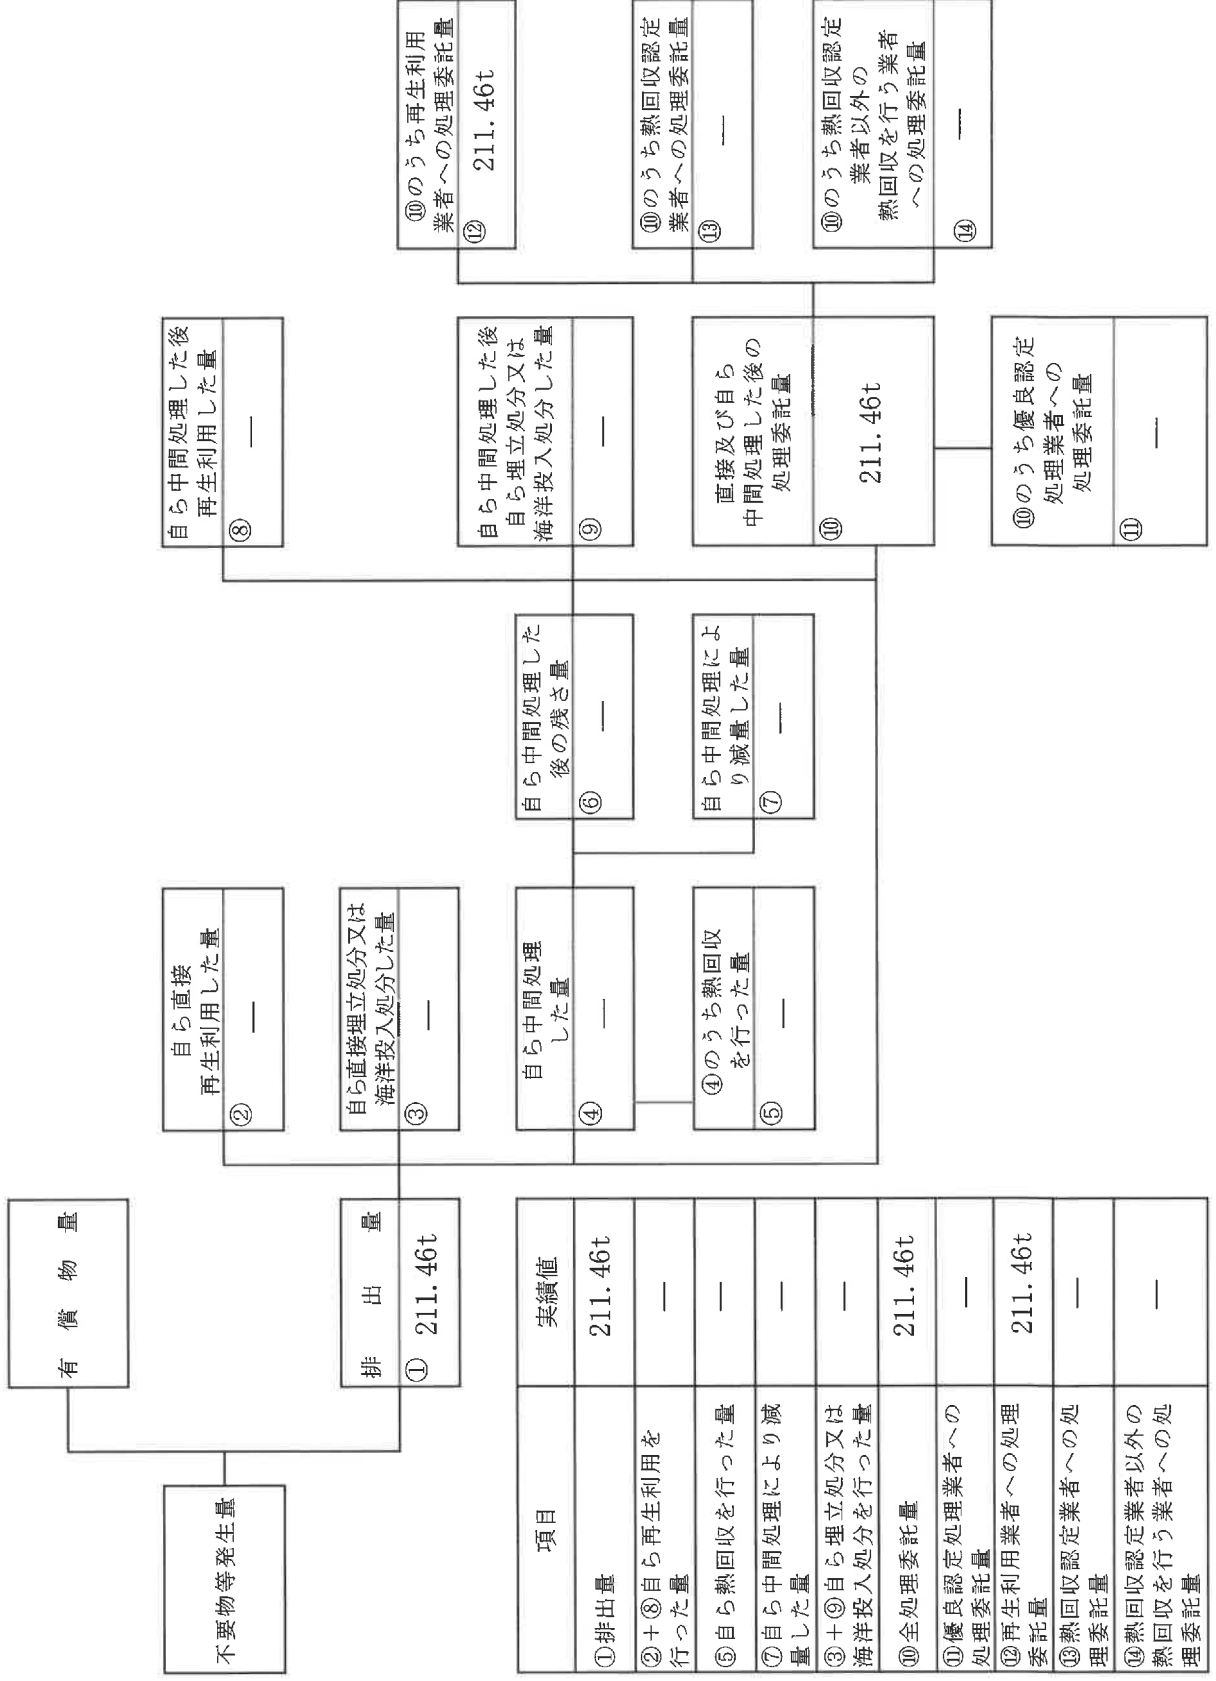 不要物等発生量
有償物量
排出量
① 211.46t
自ら直接
再生利用した量
② —
自ら直接埋立処分又は
海洋投入処分した量
③ —
自ら中間処理
した量
④ —
④のうち熱回収
を行った量
⑤ —
自ら中間処理した
後の残さ量
⑥ —
自ら中間処理によ
り減量した量
⑦ —
自ら中間処理した後
再生利用した量
⑧ —
自ら中間処理した後
自ら埋立処分又は
海洋投入処分した量
⑨ —
直接及び自ら
中間処理した後の
処理委託量
⑩ 211.46t
⑩のうち優良認定
処理業者への
処理委託量
⑪ —
⑩のうち再生利用
業者への処理委託量
⑫ 211.46t
⑩のうち熱回収認定
業者への処理委託量
⑬ —
⑩のうち熱回収認定
業者以外の
熱回収を行う業者
への処理委託量
⑭ —
項目 実績値
①排出量 211.46t
②+⑧自ら再生利用を
行った量 —
⑤自ら熱回収を行った量 —
⑦自ら中間処理により減
量した量 —
③+⑨自ら埋立処分又は
海洋投入処分を行った量 —
⑩全処理委託量 211.46t
⑪優良認定処理業者への
処理委託量 —
⑫再生利用業者への処理
委託量 211.46t
⑬熱回収認定業者への処
理委託量 —
⑭熱回収認定業者以外の
熱回収を行う業者への処
理委託量 —